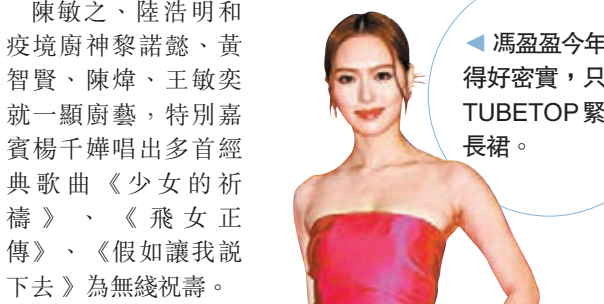 陳敏之、陸浩明和
疫境廚神黎諾懿、黃
智賢、陳煒、王敏奕
就一顯廚藝，特別嘉
賓楊千嬅唱出多首經
典歌曲《少女的祈
禱》、《飛女正
傳》、《假如讓我説
下去》為無綫祝壽。
◀ 馮盈盈今年
得好密實，只
TUBETOP緊
長裙。